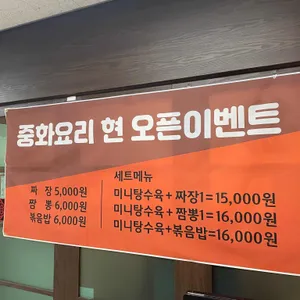 중화요리 현 오픈이벤트
짜 장 5,000원
짬 뽕 6,000원
볶음밥 6,000원
세트메뉴
미니탕수육+짜장1=15,000원
미니탕수육+짬뽕1=16,000원
미니탕수육+볶음밥=16,000원